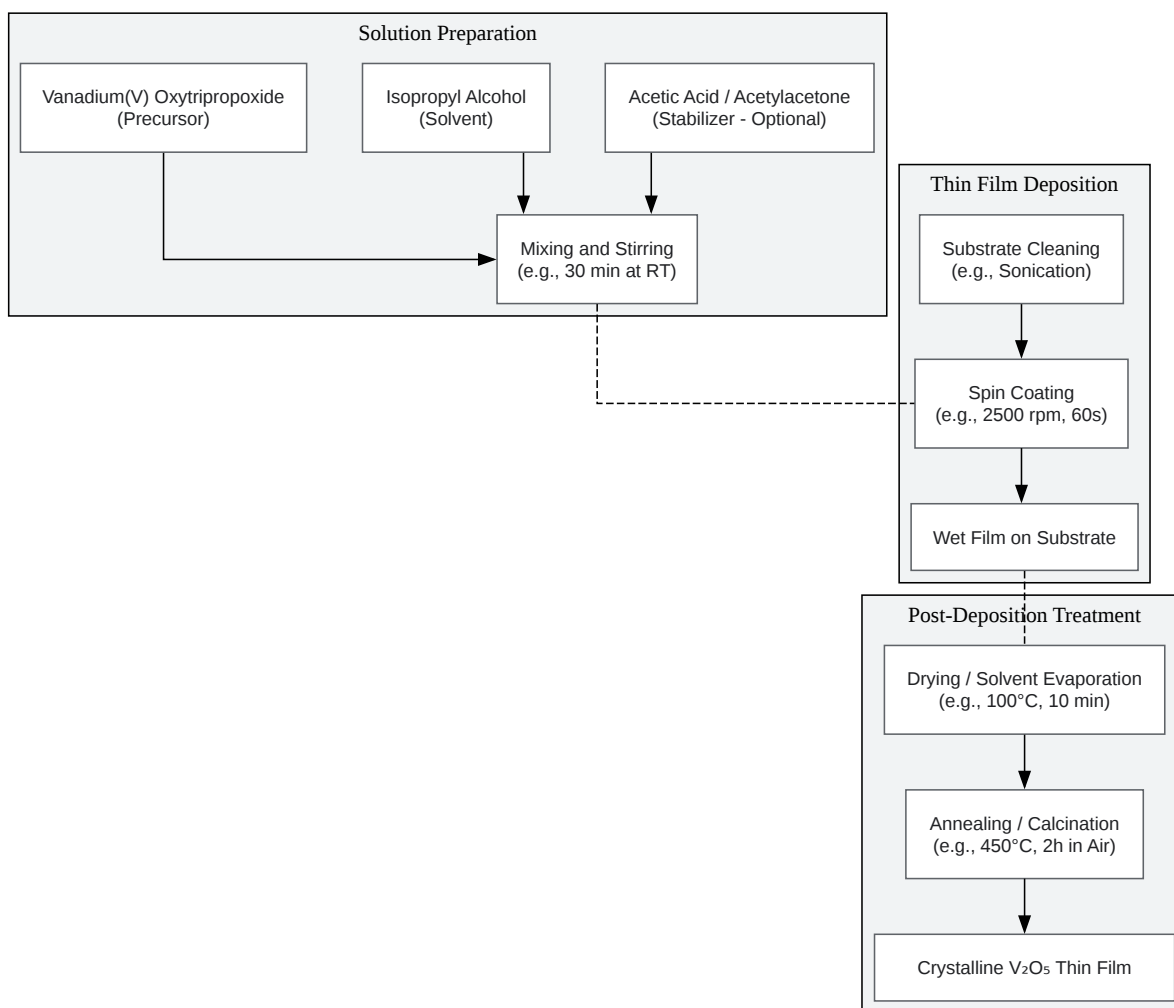 Solution Preparation
Vanadium(V) Oxytripropoxide
(Precursor)
Isopropyl Alcohol
(Solvent)
Acetic Acid / Acetylacetone
(Stabilizer - Optional)
Mixing and Stirring
(e.g., 30 min at RT)
Thin Film Deposition
Substrate Cleaning
(e.g., Sonication)
Spin Coating
(e.g., 2500 rpm, 60s)
Wet Film on Substrate
Post-Deposition Treatment
Drying / Solvent Evaporation
(e.g., 100°C, 10 min)
Annealing / Calcination
(e.g., 450°C, 2h in Air)
Crystalline V₂O₅ Thin Film